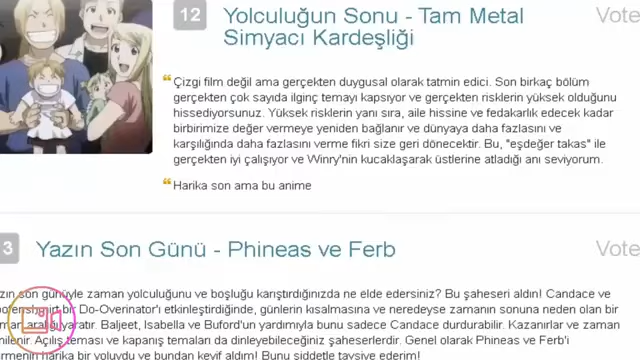 12 Yolculuğun Sonu - Tam Metal Vote
Simyacı Kardeşliği
“Çizgi film değil ama gerçekten duygusal olarak tatmin edici. Son birkaç bölüm
gerçekten çok sayıda ilginç temayı kapsıyor ve gerçekten risklerin yüksek olduğunu
hissediyorsunuz. Yüksek risklerin yanı sıra, aile hissine ve fedakarlık edecek kadar
birbirimize değer vermeye yeniden bağlanır ve dünyaya daha fazlasını ve
karşılığında daha fazlasını verme fikri size geri dönecektir. Bu, "eşdeğer takas" ile
gerçekten iyi çalışıyor ve Winry'nin kucaklaşarak üstlerine atladığı anı seviyorum.
“Harika son ama bu anime
3 Yazın Son Günü - Phineas ve Ferb Vote
son günüyle zaman yolculuğunu ve boşluğu karıştırdığınızda ne elde edersiniz? Bu şaheseri aldın! Candace ve
bir Do-Overinator'ı etkinleştirdiğinde, günlerin kısalmasına ve neredeyse zamanın sonuna neden olan bir
aralığı yaratır. Baljeet, Isabella ve Buford'un yardımıyla bunu sadece Candace durdurabilir. Kazanırlar ve zaman
Açılış teması ve kapanış temaları da dinleyebileceğiniz şaheserlerdir. Genel olarak Phineas ve Ferb'i
harika bir yoluydu ve bundan keyif aldım! Bunu şiddetle tavsiye ederim!